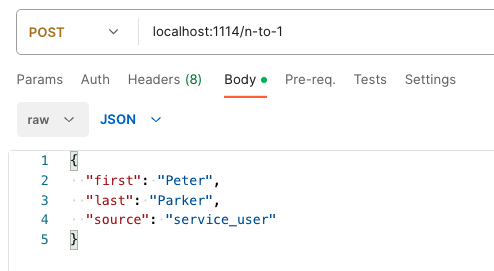 POST localhost:1114/n-to-1
Params Auth Headers (8) Body Pre-req. Tests Settings
raw JSON
1 {
2 "first": "Peter",
3 "last": "Parker",
4 "source": "service_user"
5 }